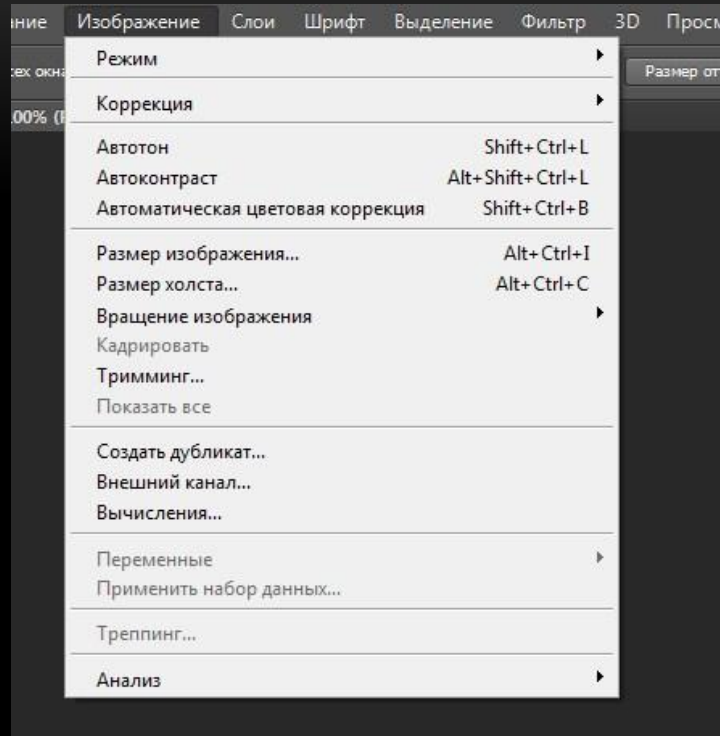 Изображение Слои Шрифт Выделение Фильтр 3D
Режим
Размер
Коррекция
Автотон Shift+Ctrl+L
Автоконтраст Alt+Shift+Ctrl+L
Автоматическая цветовая коррекция Shift+Ctrl+B
Размер изображения... Alt+Ctrl+I
Размер холста... Alt+Ctrl+C
Вращение изображения
Кадрировать
Тримминг...
Показать все
Создать дубликат...
Внешний канал...
Вычисления...
Переменные
Применить набор данных...
Треппинг...
Анализ